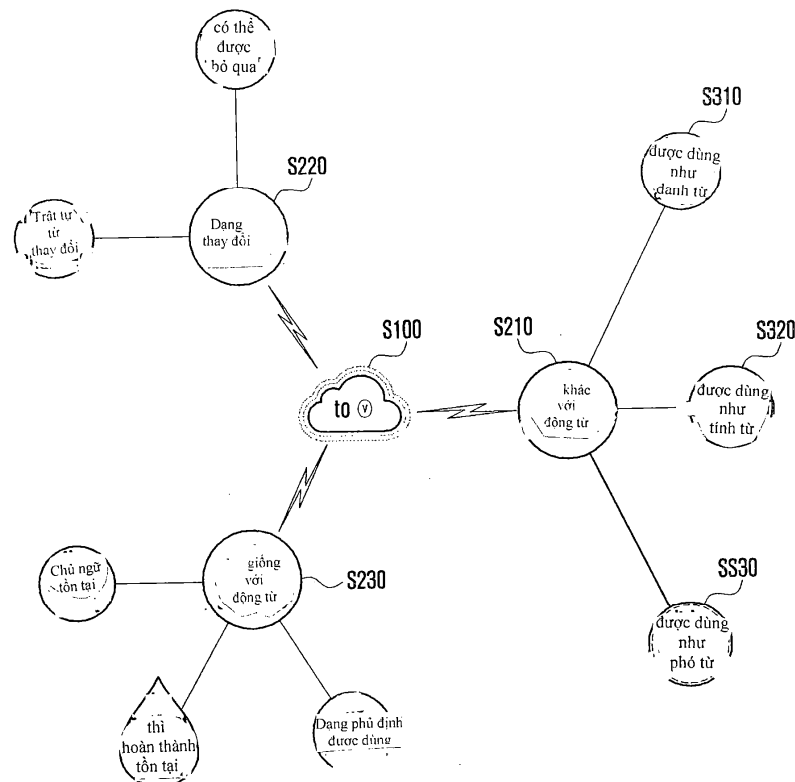 có thể
được
bỏ qua
S220
Trật tự
từ
thay đổi
Dạng
thay đổi
S310
được dùng
như
danh từ
S100
to ⓥ
S210
khác
với
động từ
S320
được dùng
như
tính từ
SS30
được dùng
như
phó từ
giống
với
động từ
S230
Chủ ngữ
tồn tại
thì
hoàn thành
tồn tại
Dạng phủ định
được dùng